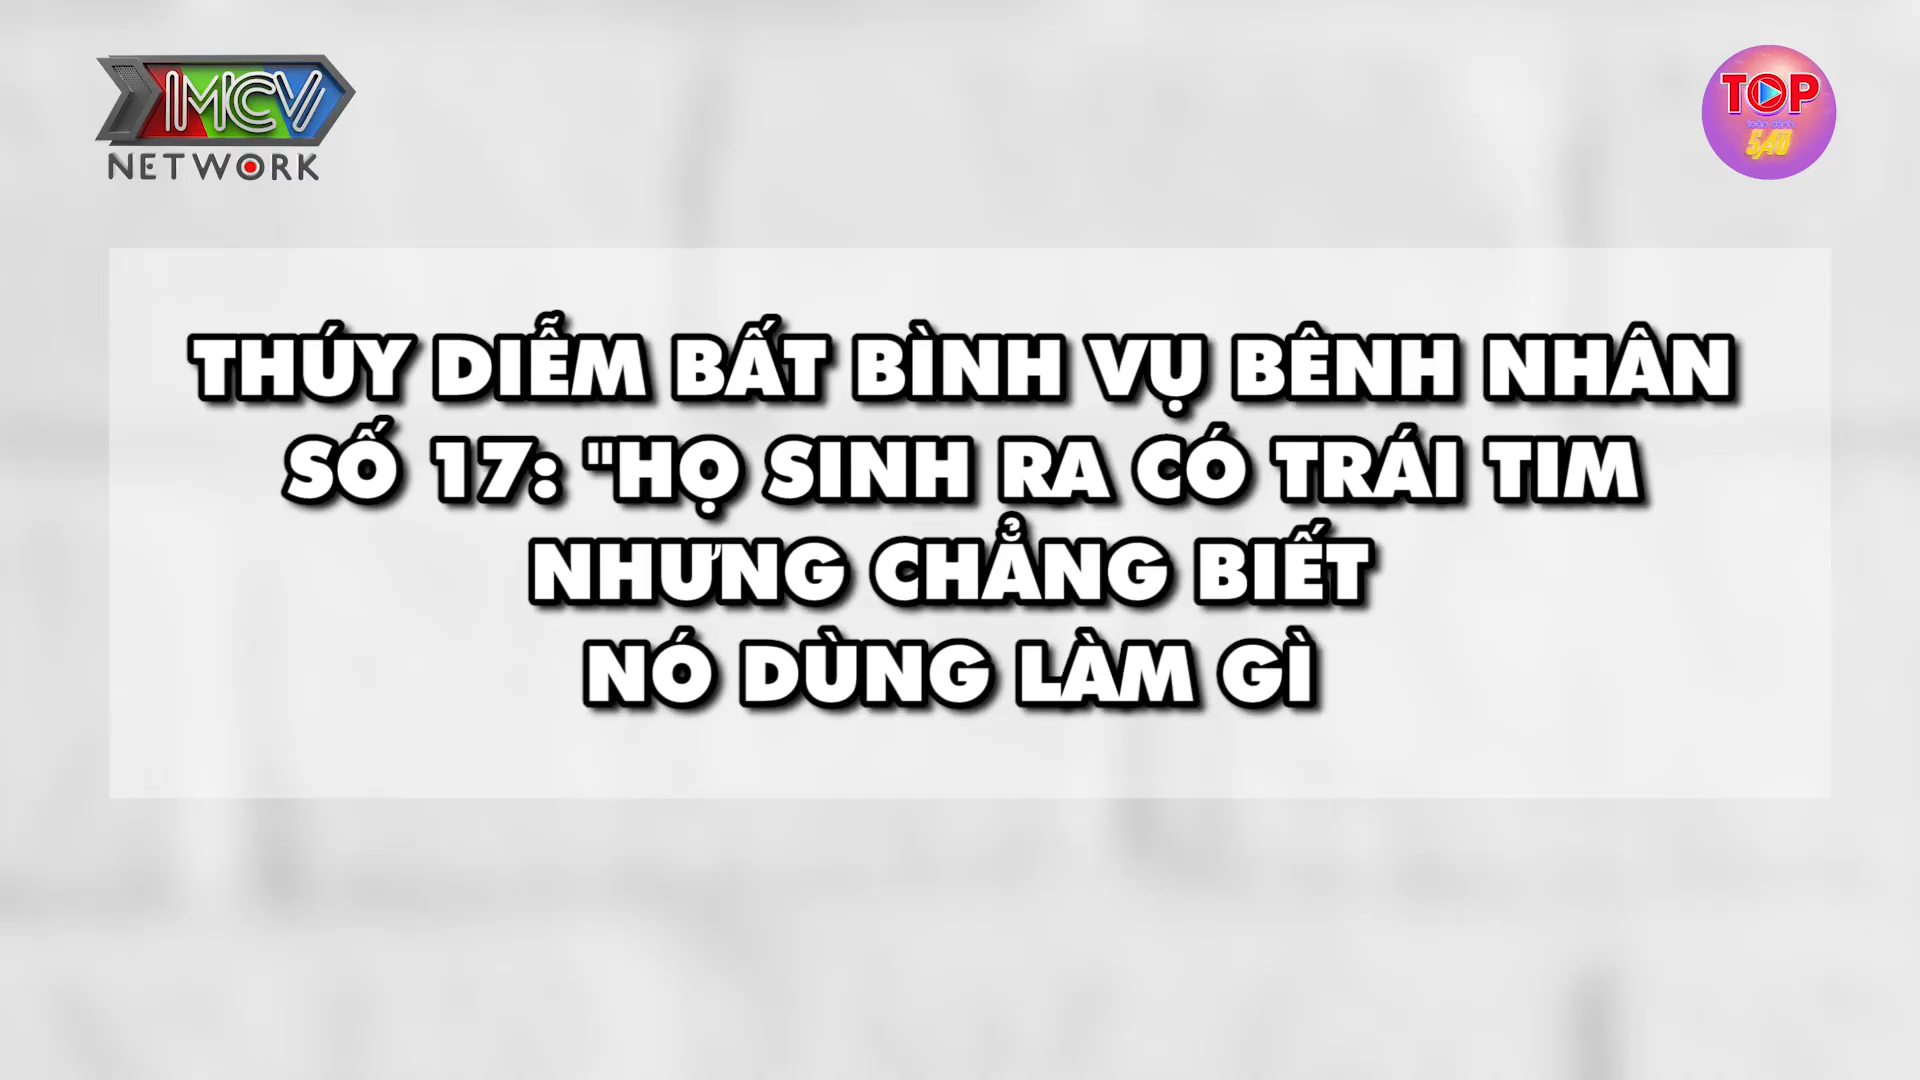 MCV
NETWORK
TOP
SAO
THÚY DIỄM BẤT BÌNH VỤ BÊNH NHÂN
SỐ 17: "HỌ SINH RA CÓ TRÁI TIM
NHƯNG CHẲNG BIẾT
NÓ DÙNG LÀM GÌ